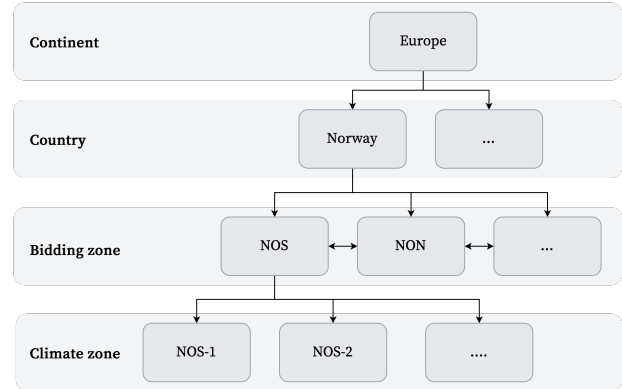 Continent
Europe
Country
Norway
...
Bidding zone
NOS
NON
...
Climate zone
NOS-1
NOS-2
....